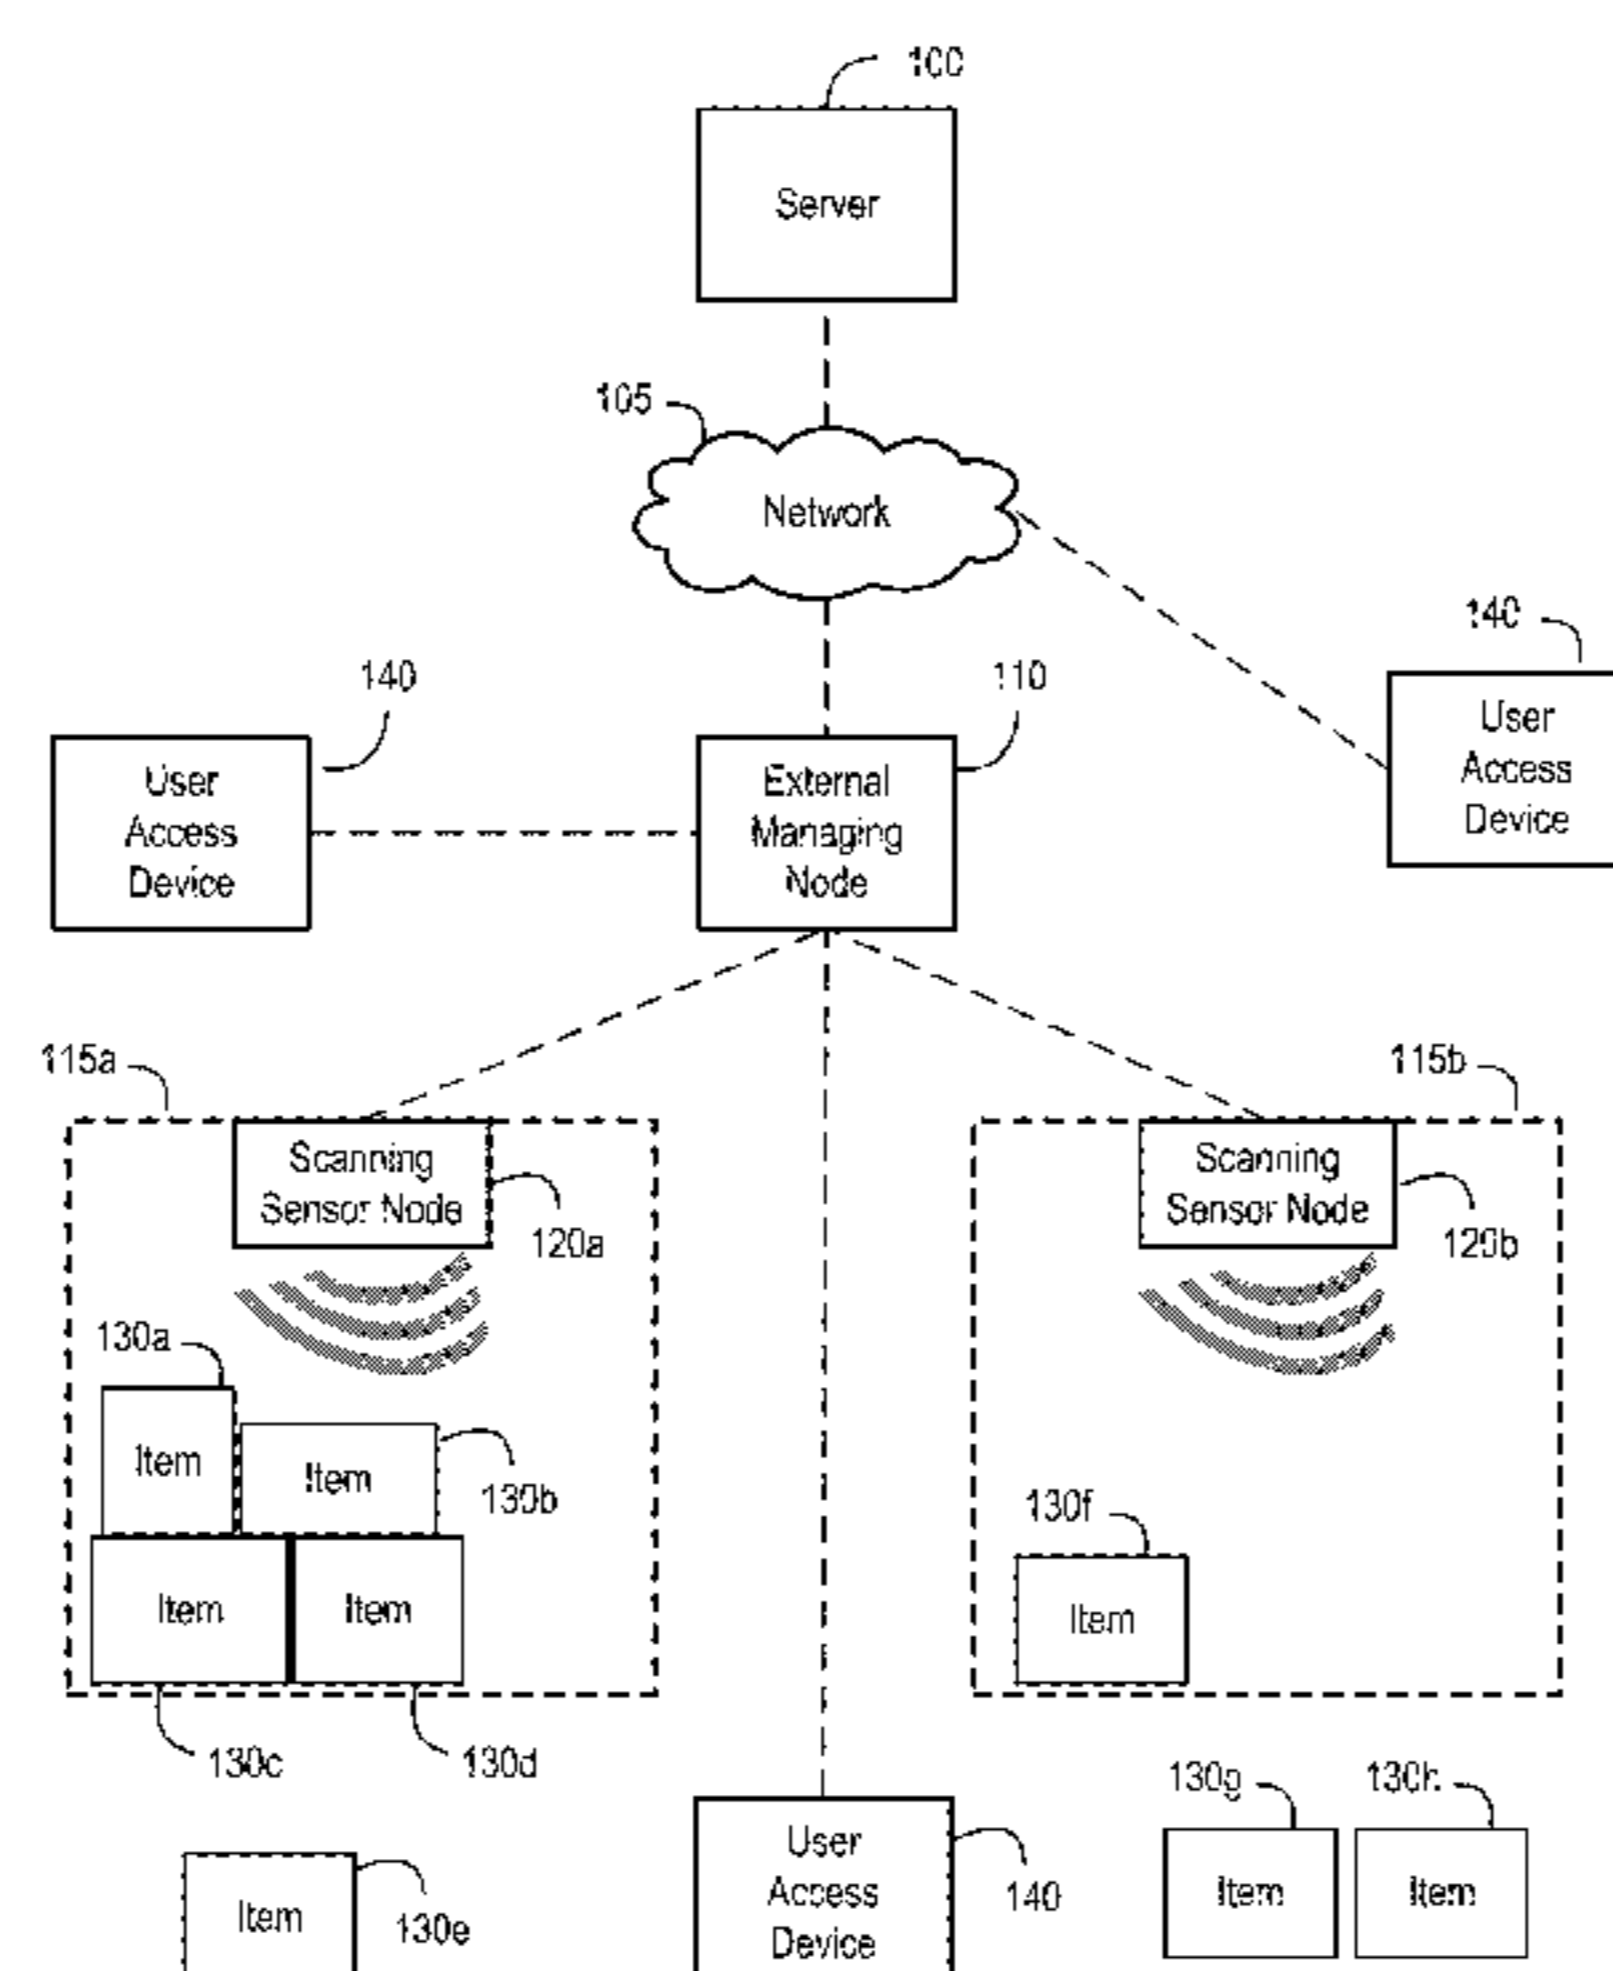 100
Server
105
Network
140
User
Access
Device
140
User
Access
Device
110
External
Managing
Node
115a
Scanning
Sensor Node
120a
115b
Scanning
Sensor Node
120b
130a
Item
Item
130b
Item
Item
130c
130d
130f
Item
Item
130e
User
Access
Device
140
130g
130h
Item
Item